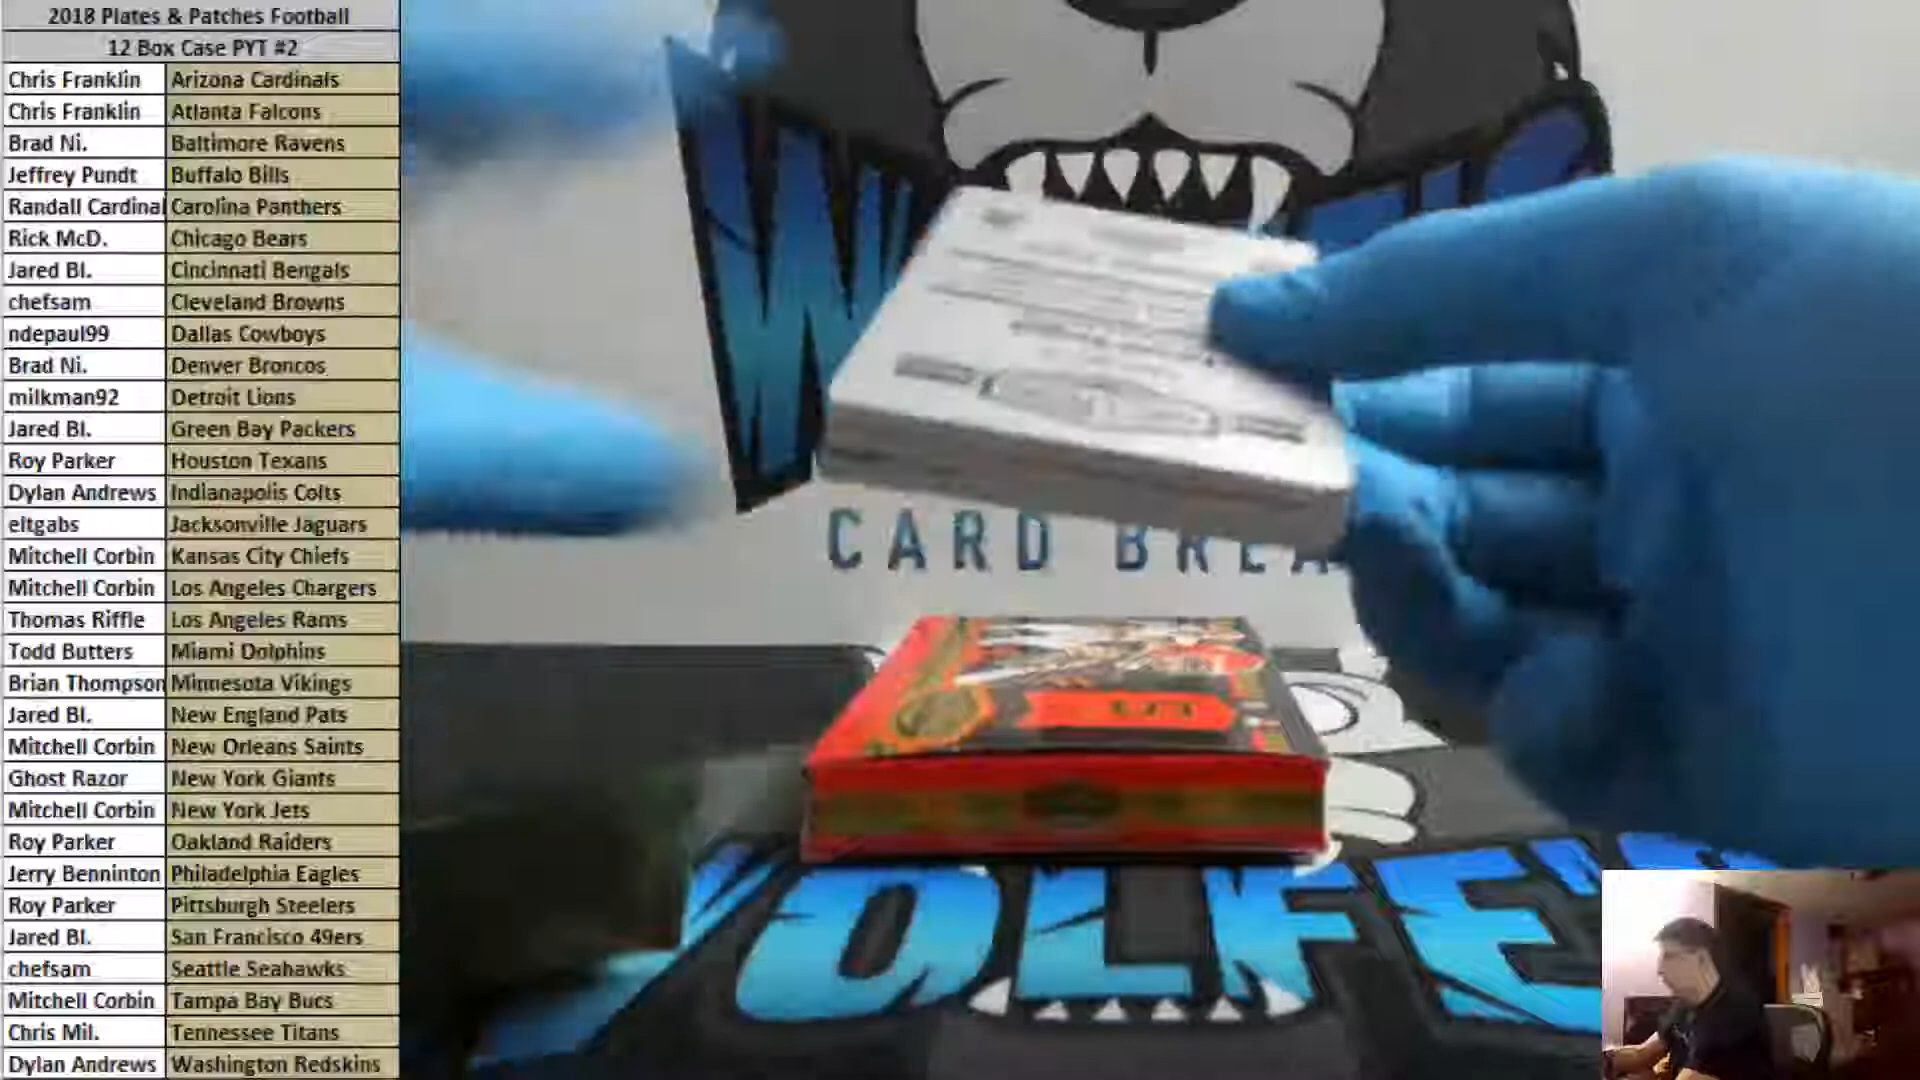 2018 Plates & Patches Football
12 Box Case PYT #2
Chris Franklin Arizona Cardinals
Chris Franklin Atlanta Falcons
Brad Ni. Baltimore Ravens
Jeffrey Pundt Buffalo Bills
Randall Cardinal Carolina Panthers
Rick McD. Chicago Bears
Jared Bl. Cincinnati Bengals
chefsam Cleveland Browns
ndepaul99 Dallas Cowboys
Brad Ni. Denver Broncos
milkman92 Detroit Lions
Jared Bl. Green Bay Packers
Roy Parker Houston Texans
Dylan Andrews Indianapolis Colts
eltgabs Jacksonville Jaguars
Mitchell Corbin Kansas City Chiefs
Mitchell Corbin Los Angeles Chargers
Thomas Riffle Los Angeles Rams
Todd Butters Miami Dolphins
Brian Thompson Minnesota Vikings
Jared Bl. New England Pats
Mitchell Corbin New Orleans Saints
Ghost Razor New York Giants
Mitchell Corbin New York Jets
Roy Parker Oakland Raiders
Jerry Benninton Philadelphia Eagles
Roy Parker Pittsburgh Steelers
Jared Bl. San Francisco 49ers
chefsam Seattle Seahawks
Mitchell Corbin Tampa Bay Bucs
Chris Mil. Tennessee Titans
Dylan Andrews Washington Redskins
CARD BREA
WOLFE'S